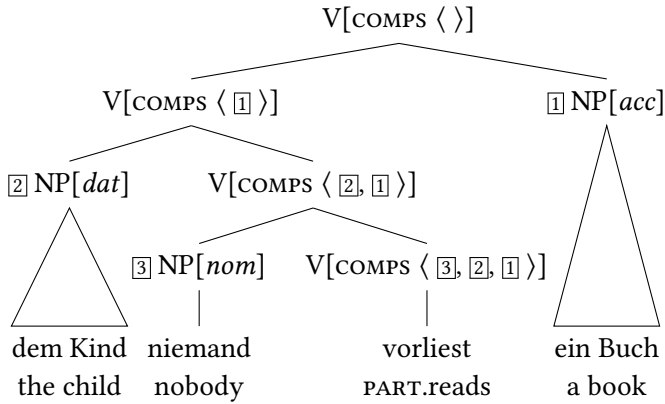 V[COMPS ⟨ ⟩]
V[COMPS ⟨ 1 ⟩] 1 NP[acc]
2 NP[dat] V[COMPS ⟨ 2, 1 ⟩]
3 NP[nom] V[COMPS ⟨ 3, 2, 1 ⟩]
dem Kind niemand vorliest ein Buch
the child nobody PART.reads a book